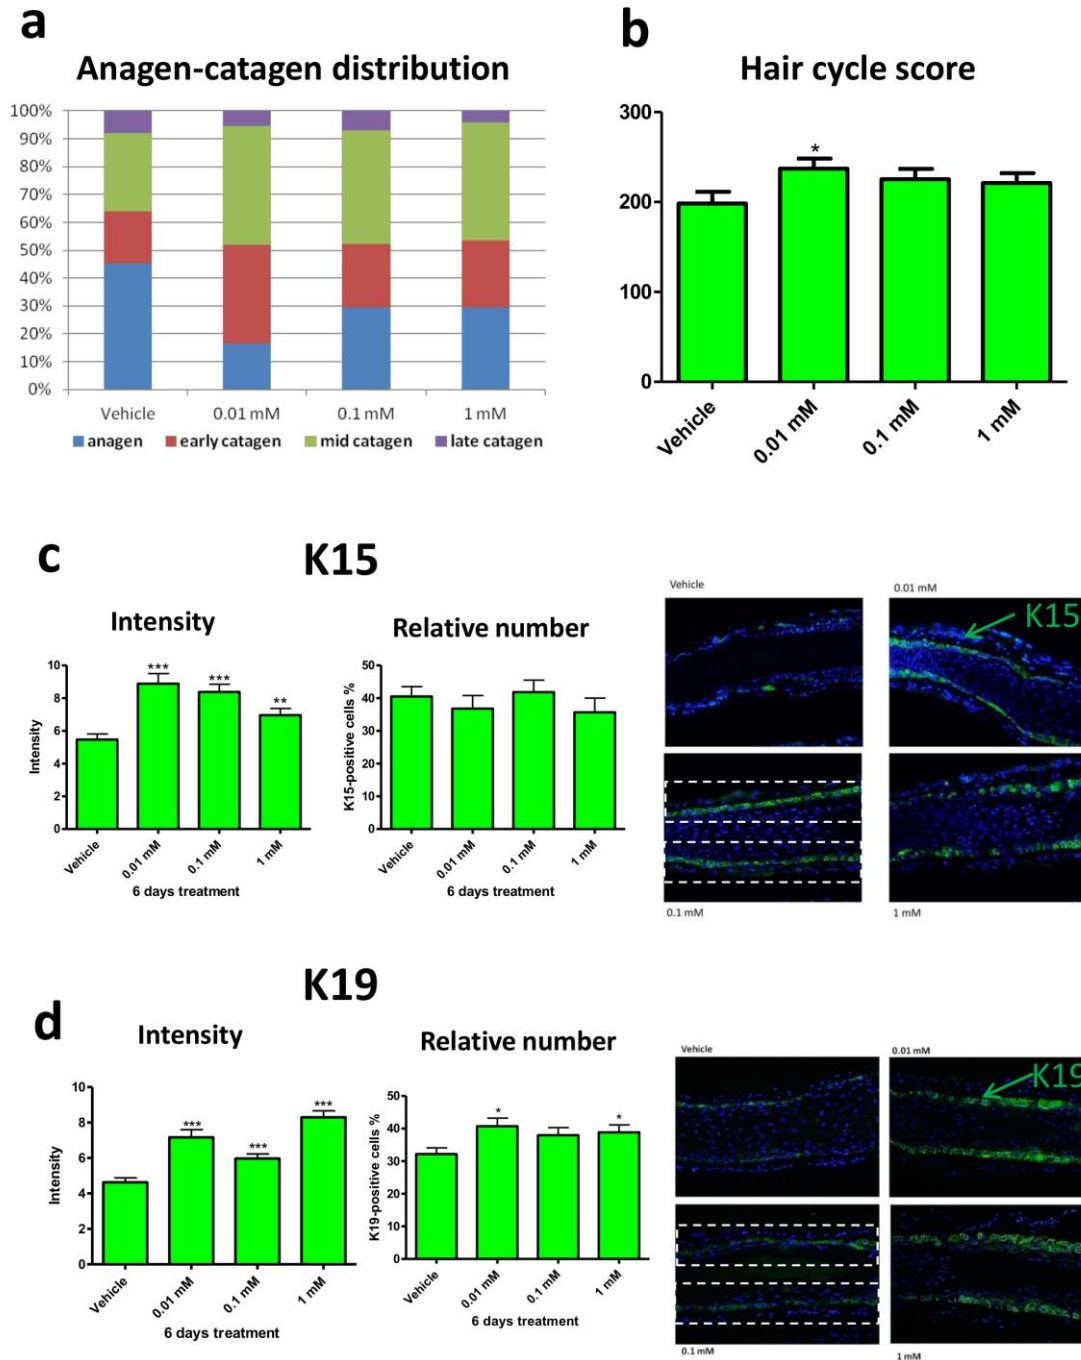 a
Anagen-catagen distribution
100%
90%
80%
70%
60%
50%
40%
30%
20%
10%
0%
Vehicle 0.01 mM 0.1 mM 1 mM
anagen early catagen mid catagen late catagen
b
Hair cycle score
300
200
100
0
*
Vehicle
0.01 mM
0.1 mM
1 mM
c
K15
Intensity
Intensity
10
8
6
4
2
0
*** *** **
Vehicle
0.01 mM
0.1 mM
1 mM
6 days treatment
Relative number
K15-positive cells %
50
40
30
20
10
0
Vehicle
0.01 mM
0.1 mM
1 mM
6 days treatment
Vehicle
0.01 mM
K15
0.1 mM
1 mM
d
K19
Intensity
Intensity
10
8
6
4
2
0
*** *** ***
Vehicle
0.01 mM
0.1 mM
1 mM
6 days treatment
Relative number
K19-positive cells %
50
40
30
20
10
0
* *
Vehicle
0.01 mM
0.1 mM
1 mM
6 days treatment
Vehicle
0.01 mM
K19
0.1 mM
1 mM